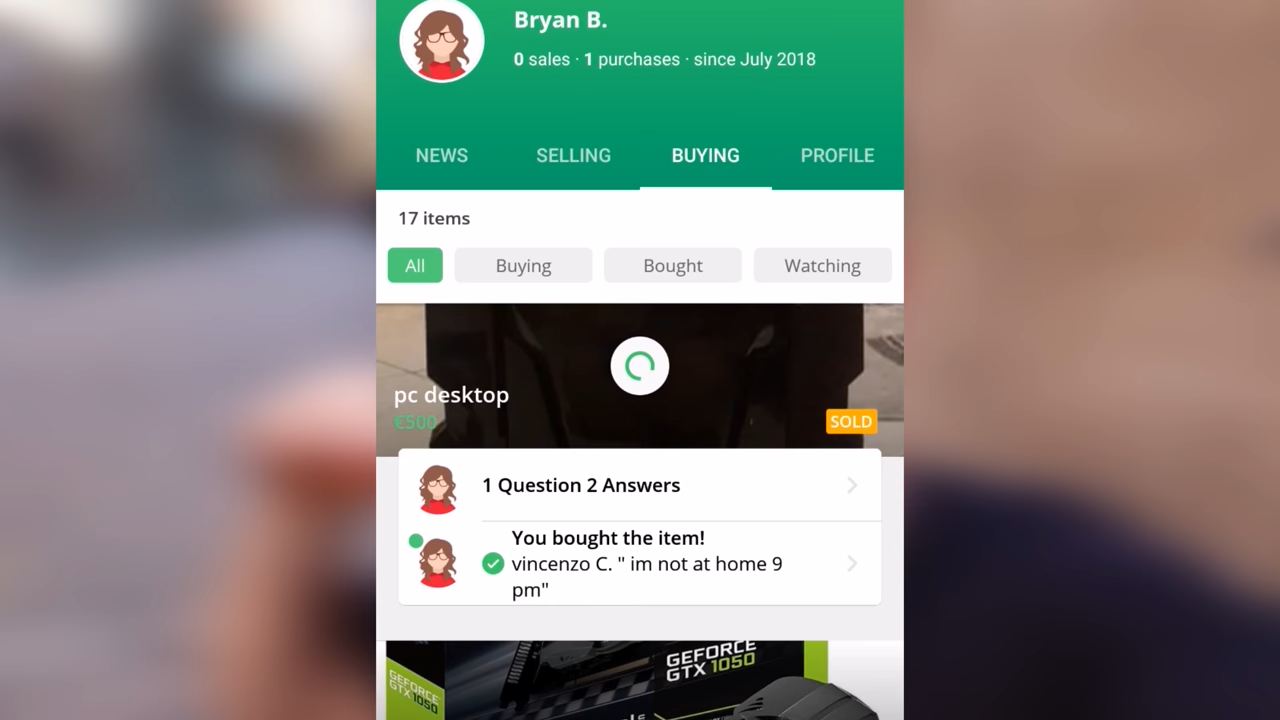 Bryan B.
0 sales · 1 purchases · since July 2018
NEWS
SELLING
BUYING
PROFILE
17 items
All
Buying
Bought
Watching
pc desktop
€500
SOLD
1 Question 2 Answers
You bought the item!
vincenzo C. " im not at home 9
pm"
GEFORCE
GTX 1050
GEFORCE
GTX 1050